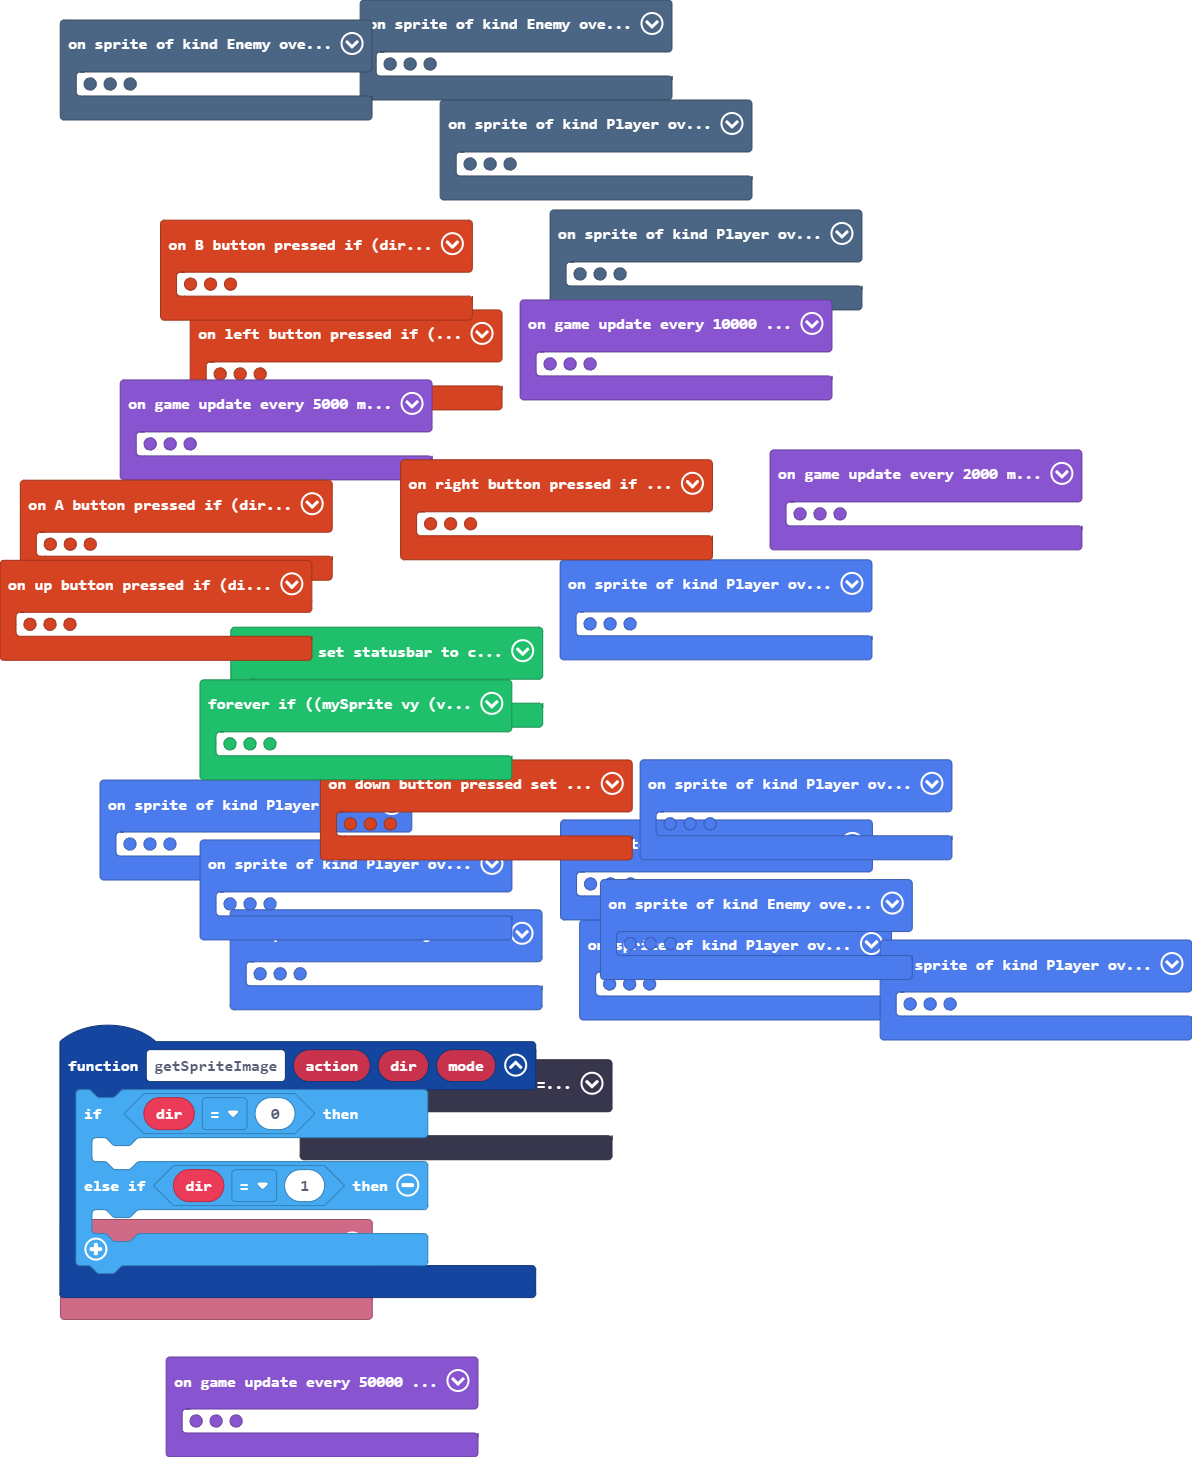 on sprite of kind Enemy ove...
on sprite of kind Enemy ove...
on sprite of kind Player ov...
on B button pressed if (dir...
on sprite of kind Player ov...
on left button pressed if (...
on game update every 10000 ...
on game update every 5000 m...
on right button pressed if ...
on game update every 2000 m...
on A button pressed if (dir...
on up button pressed if (di...
on sprite of kind Player ov...
set statusbar to c...
forever if ((mySprite vy (v...
on down button pressed set ...
on sprite of kind Player ov...
on sprite of kind Player
on sprite of kind Player ov...
on sprite of kind Enemy ove...
on sprite of kind Player ov...
sprite of kind Player ov...
function getSpriteImage action dir mode
=...
if dir = 0 then
else if dir = 1 then
on game update every 50000 ...